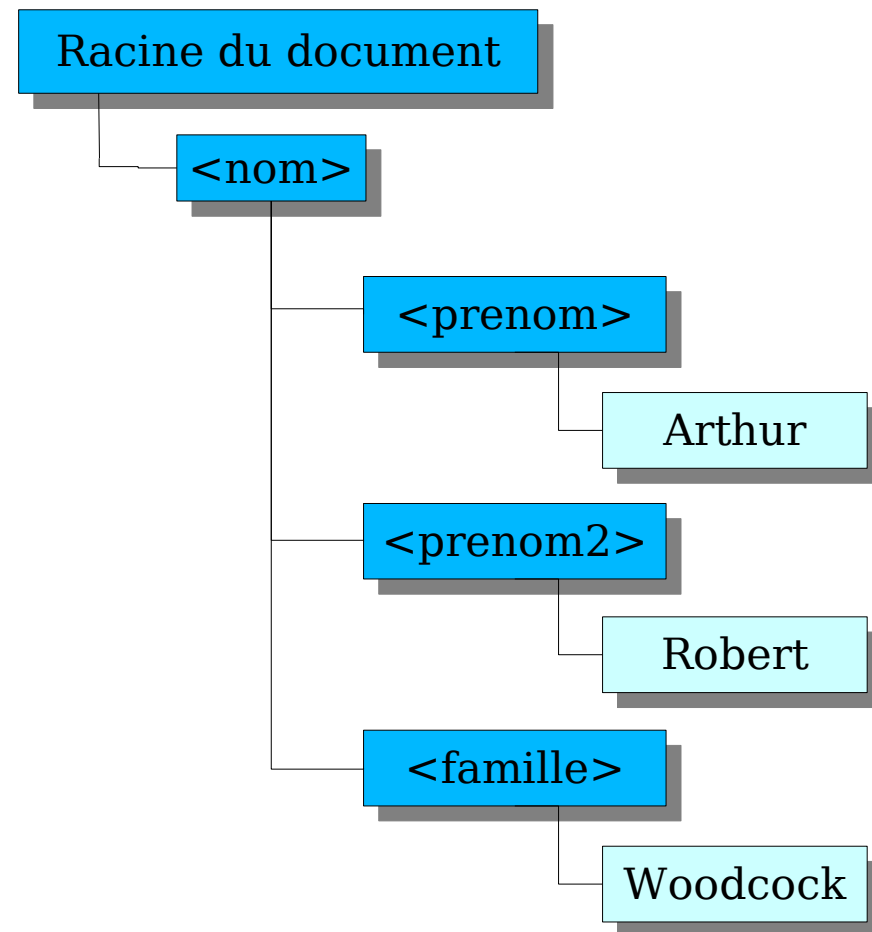 Racine du document
<nom>
<prenom>
Arthur
<prenom2>
Robert
<famille>
Woodcock